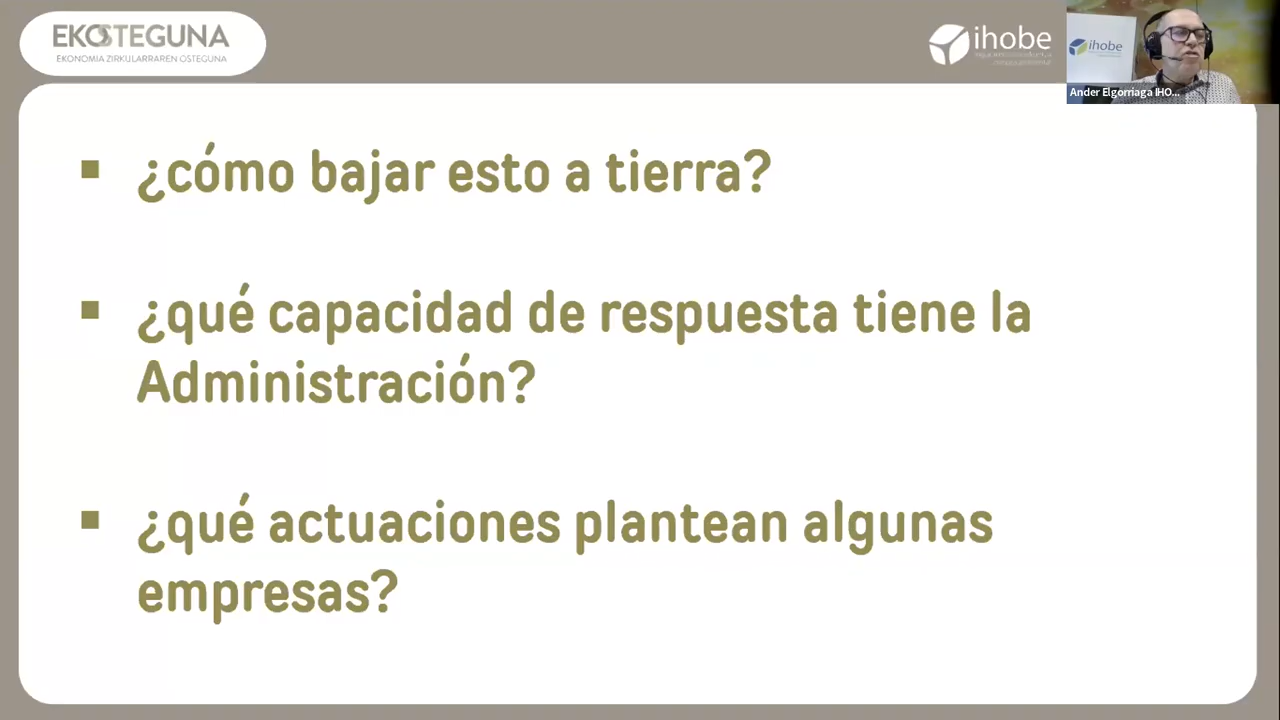 EKOSTEGUNA
EKONOMIA ZIRKULARRAREN OSTEGUNA
ihobe
ihobe
Ander Elgorriaga IHO...
¿cómo bajar esto a tierra?
¿qué capacidad de respuesta tiene la
Administración?
¿qué actuaciones plantean algunas
empresas?